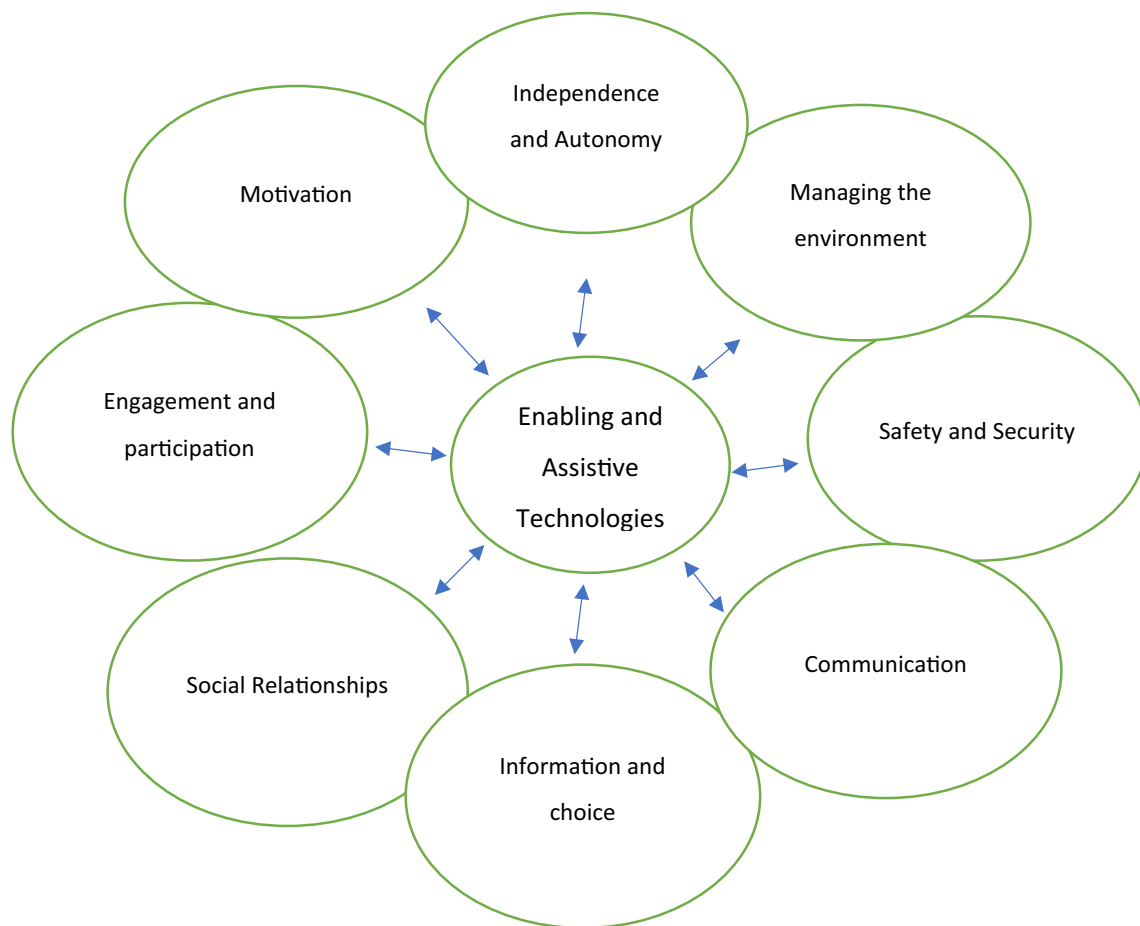 Independence
and Autonomy
Motivation
Managing the
environment
Engagement and
participation
Enabling and
Assistive
Technologies
Safety and Security
Social Relationships
Communication
Information and
choice